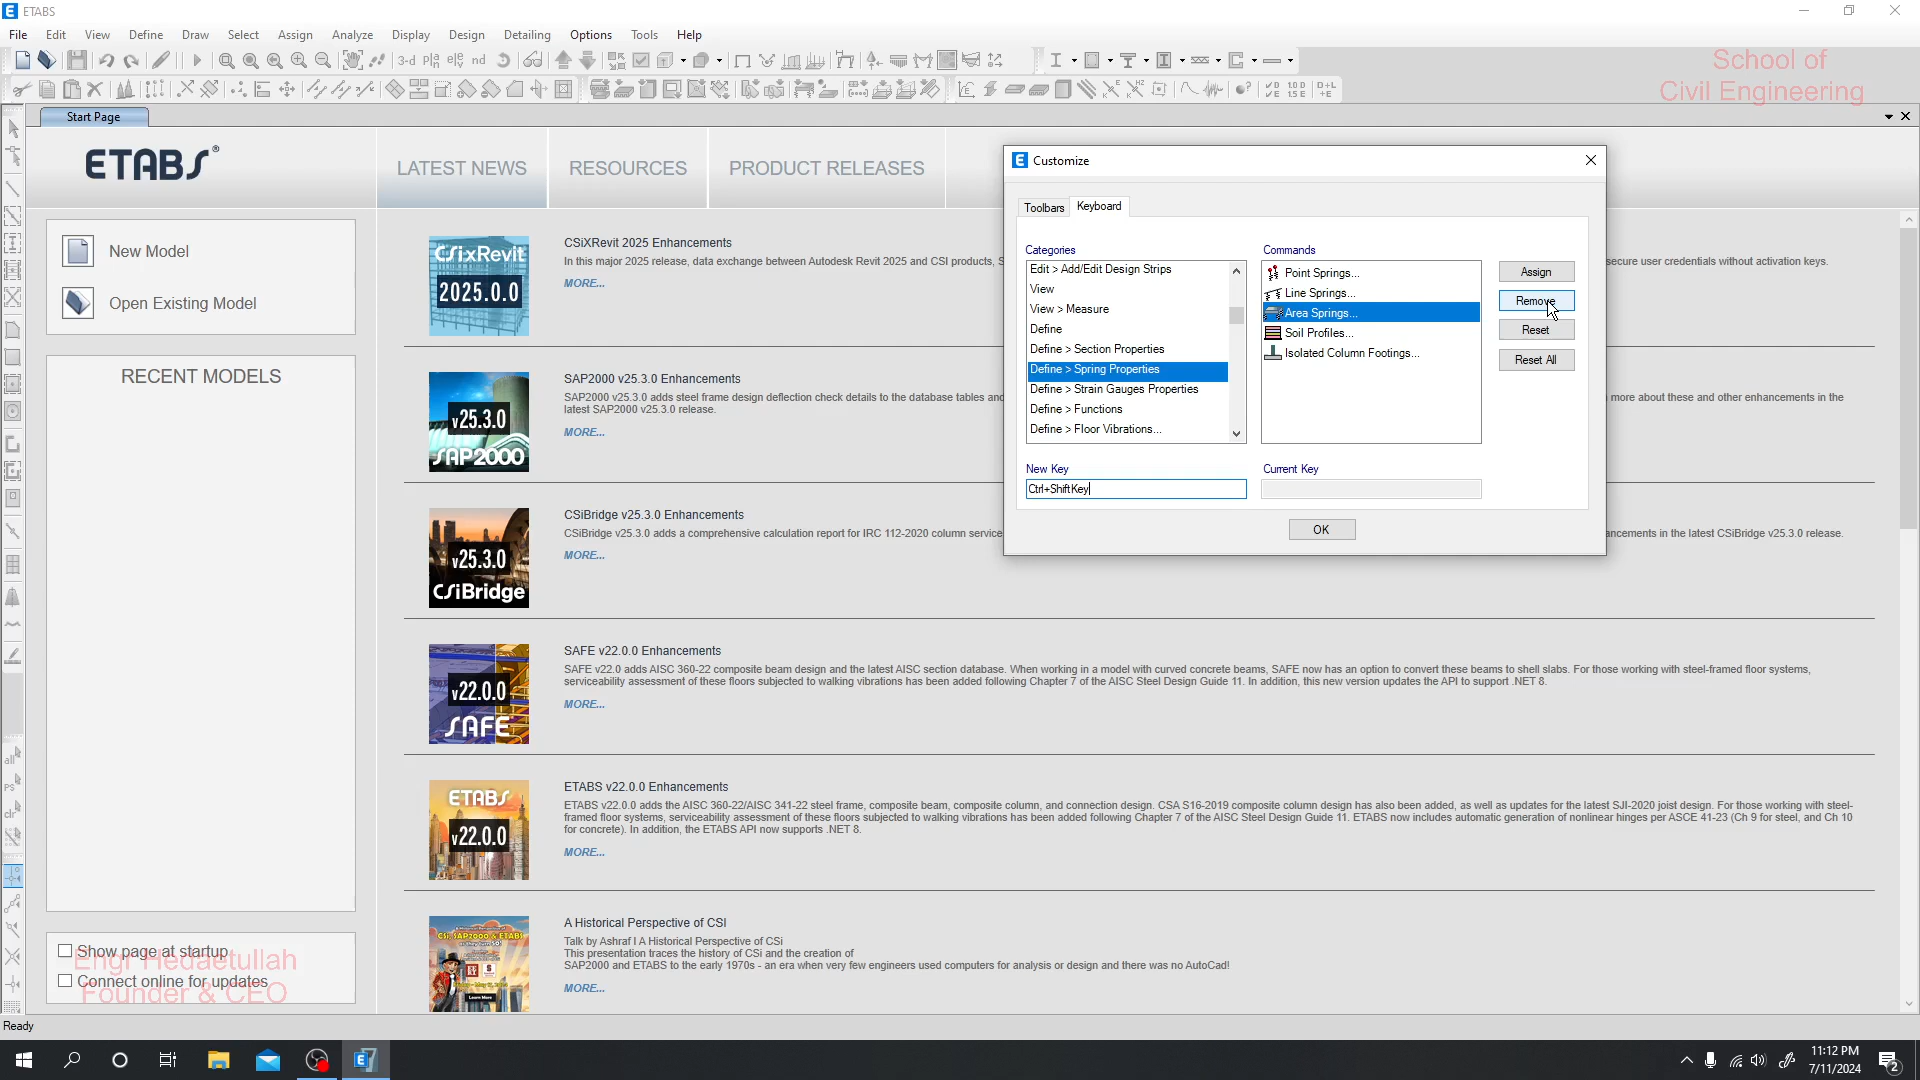 ETABS
File Edit View Define Draw Select Assign Analyze Display Design Detailing Options Tools Help
3-d
nd
School of
Civil Engineering
Start Page
ETABS®
LATEST NEWS RESOURCES PRODUCT RELEASES
New Model
Open Existing Model
RECENT MODELS
Show page at startup
Connect online for updates
Engr Hedaetullah
Founder & CEO
CSiXRevit
2025.0.0
CSiXRevit 2025 Enhancements
In this major 2025 release, data exchange between Autodesk Revit 2025 and CSI products, S
secure user credentials without activation keys.
MORE...
v25.3.0
SAP2000
SAP2000 v25.3.0 Enhancements
SAP2000 v25.3.0 adds steel frame design deflection check details to the database tables and
more about these and other enhancements in the
latest SAP2000 v25.3.0 release.
MORE...
v25.3.0
CSiBridge
CSiBridge v25.3.0 Enhancements
CSiBridge v25.3.0 adds a comprehensive calculation report for IRC 112-2020 column service
ncements in the latest CSiBridge v25.3.0 release.
MORE...
v22.0.0
SAFE
SAFE v22.0.0 Enhancements
SAFE v22.0 adds AISC 360-22 composite beam design and the latest AISC section database. When working in a model with curved concrete beams, SAFE now has an option to convert these beams to shell slabs. For those working with steel-framed floor systems,
serviceability assessment of these floors subjected to walking vibrations has been added following Chapter 7 of the AISC Steel Design Guide 11. In addition, this new version updates the API to support .NET 8.
MORE...
ETABS
v22.0.0
ETABS v22.0.0 Enhancements
ETABS v22.0.0 adds the AISC 360-22/AISC 341-22 steel frame, composite beam, composite column, and connection design. CSA S16-2019 composite column design has also been added, as well as updates for the latest SJI-2020 joist design. For those working with steel-
framed floor systems, serviceability assessment of these floors subjected to walking vibrations has been added following Chapter 7 of the AISC Steel Design Guide 11. ETABS now includes automatic generation of nonlinear hinges per ASCE 41-23 (Ch 9 for steel, and Ch 10
for concrete). In addition, the ETABS API now supports .NET 8.
MORE...
A Historical Perspective of CSI
Talk by Ashraf I A Historical Perspective of CSi
This presentation traces the history of CSi and the creation of
SAP2000 and ETABS to the early 1970s - an era when very few engineers used computers for analysis or design and there was no AutoCad!
MORE...
Customize
Toolbars Keyboard
Categories
Edit > Add/Edit Design Strips
View
View > Measure
Define
Define > Section Properties
Define > Spring Properties
Define > Strain Gauges Properties
Define > Functions
Define > Floor Vibrations...
Commands
Point Springs...
Line Springs...
Area Springs...
Soil Profiles...
Isolated Column Footings...
Assign
Remove
Reset
Reset All
New Key
Ctrl+ShiftKey
Current Key
OK
Ready
11:12 PM
7/11/2024
2